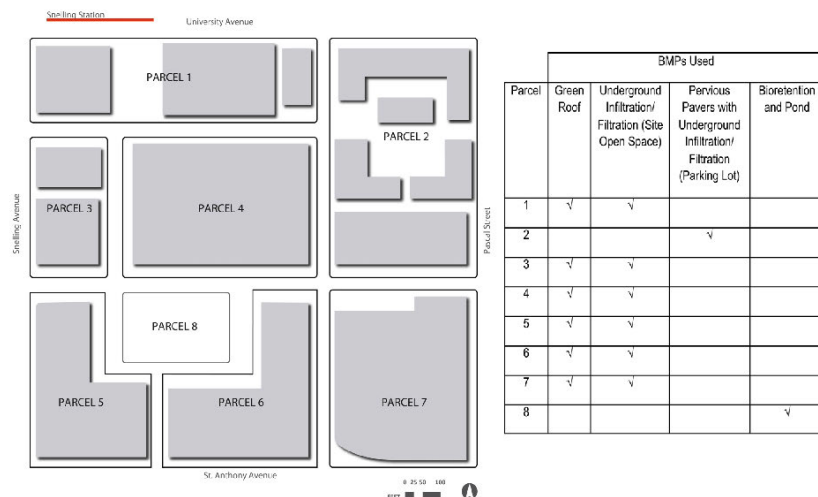 Snelling Station
University Avenue
PARCEL 1
PARCEL 2
Snelling Avenue
PARCEL 3
PARCEL 4
Pascal Street
PARCEL 8
PARCEL 5
PARCEL 6
PARCEL 7
St. Anthony Avenue
0 25 50 100
FEET
BMPs Used
Parcel
Green
Roof
Underground
Infiltration/
Filtration (Site
Open Space)
Pervious
Pavers with
Underground
Infiltration/
Filtration
(Parking Lot)
Bioretention
and Pond
1 √ √
2 √
3 √ √
4 √ √
5 √ √
6 √ √
7 √ √
8 √